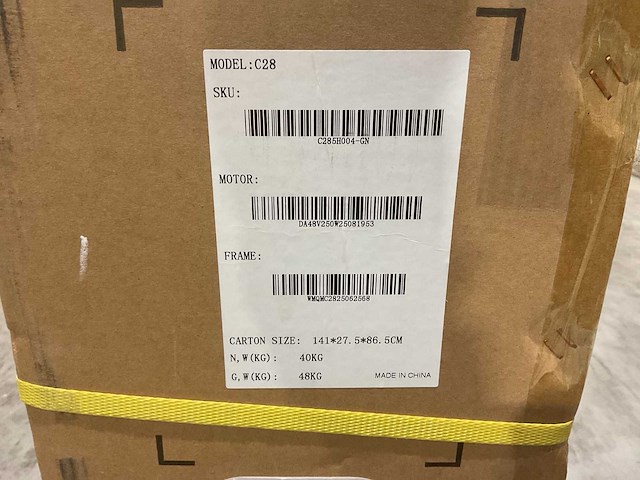 MODEL:C28
SKU:
C285H004-GN
MOTOR:
DA48V250W25081953
FRAME:
WMQMC2825062568
CARTON SIZE: 141*27.5*86.5CM
N,W(KG): 40KG
G,W(KG): 48KG
MADE IN CHINA